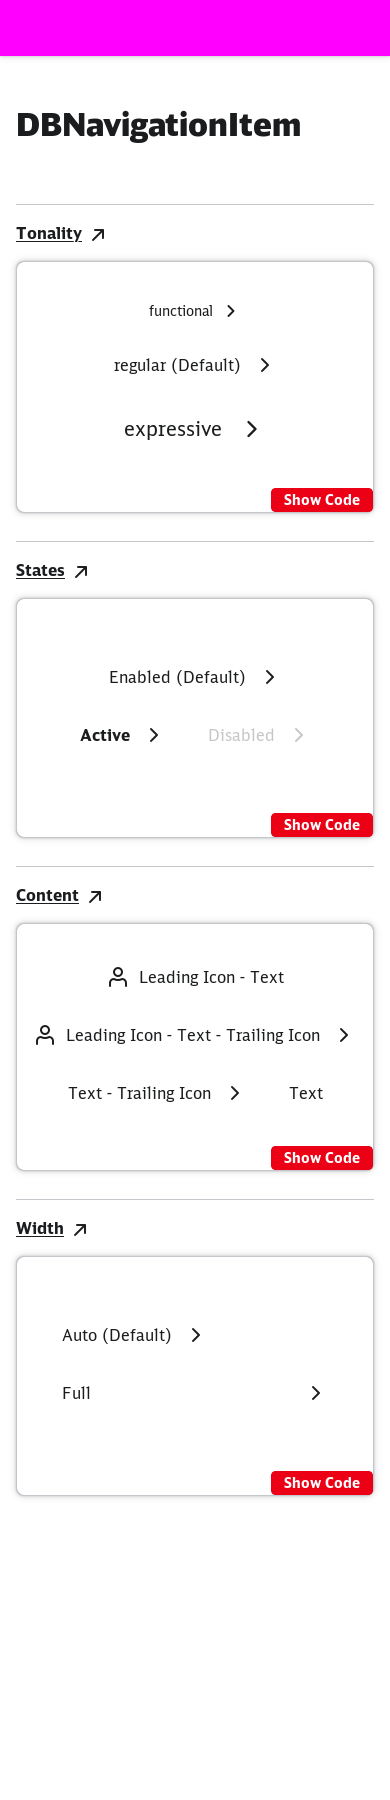 DBNavigationItem
Tonality
functional
regular (Default)
expressive
Show Code
States
Enabled (Default)
Active Disabled
Show Code
Content
Leading Icon - Text
Leading Icon - Text - Trailing Icon
Text - Trailing Icon Text
Show Code
Width
Auto (Default)
Full
Show Code